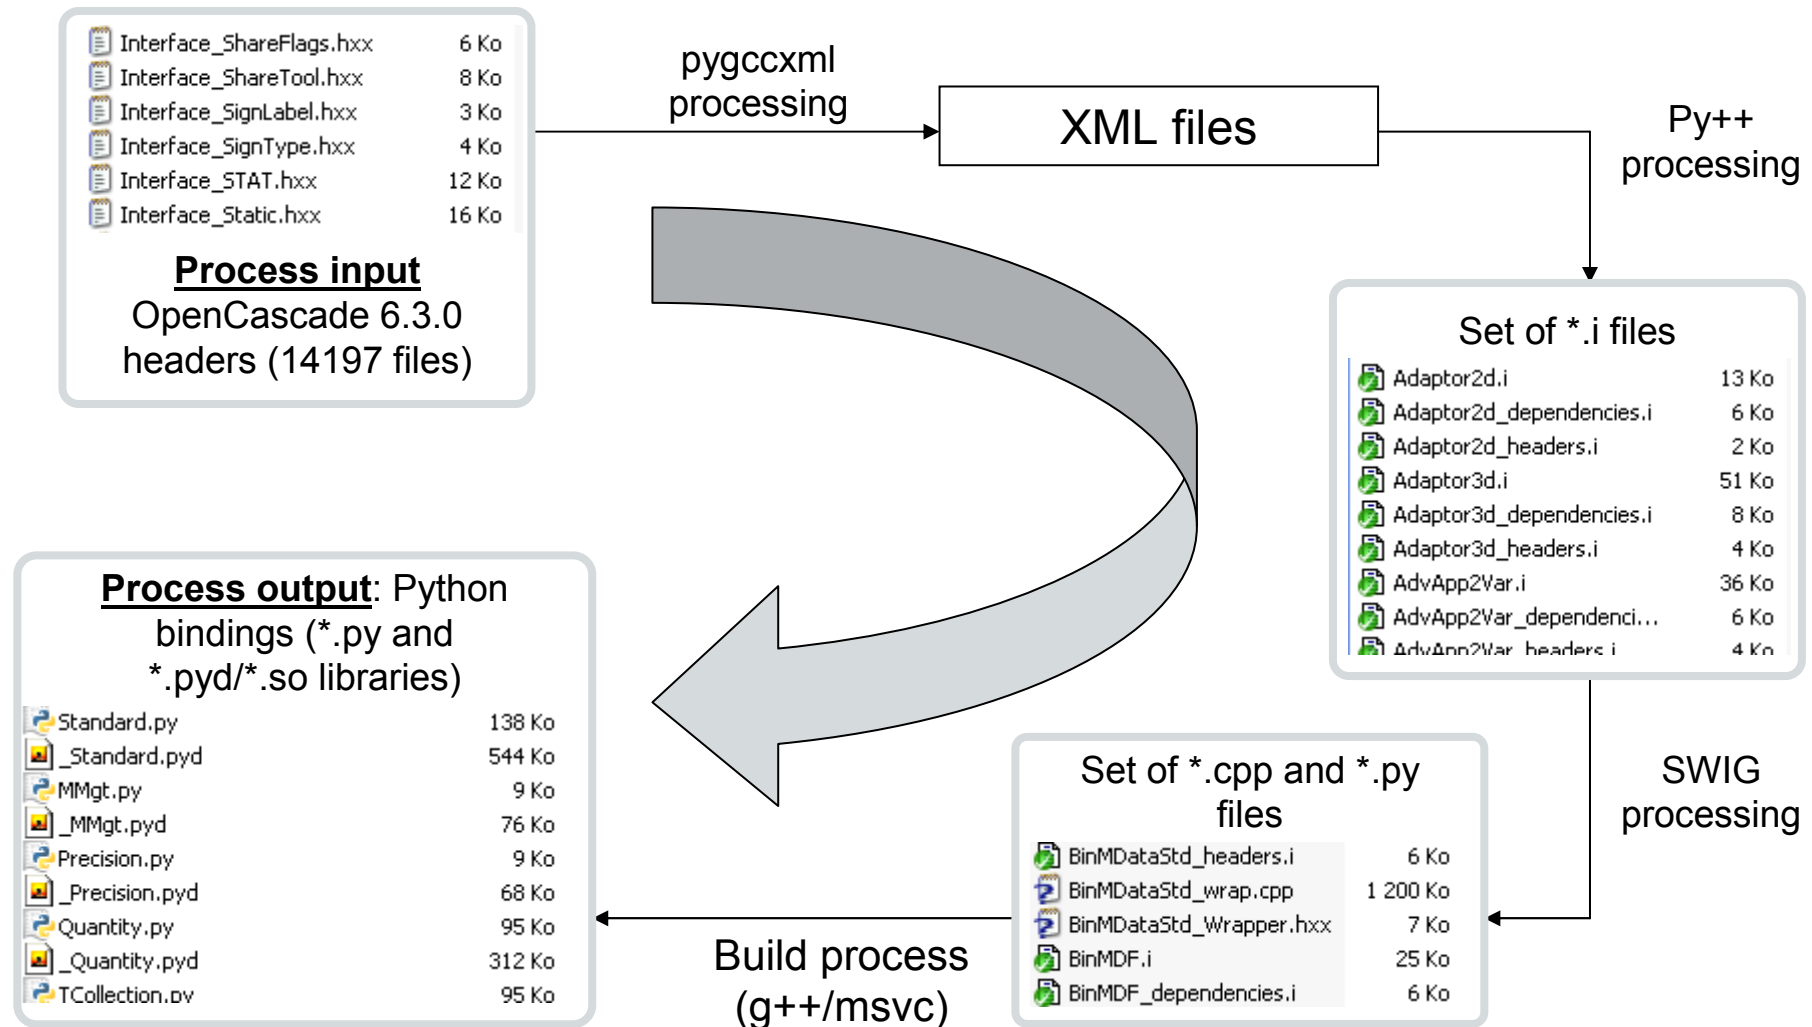 Interface_ShareFlags.hxx 6 Ko
Interface_ShareTool.hxx 8 Ko
Interface_SignLabel.hxx 3 Ko
Interface_SignType.hxx 4 Ko
Interface_STAT.hxx 12 Ko
Interface_Static.hxx 16 Ko
Process input
OpenCascade 6.3.0
headers (14197 files)
pygccxml
processing
XML files
Py++
processing
Set of *.i files
Adaptor2d.i 13 Ko
Adaptor2d_dependencies.i 6 Ko
Adaptor2d_headers.i 2 Ko
Adaptor3d.i 51 Ko
Adaptor3d_dependencies.i 8 Ko
Adaptor3d_headers.i 4 Ko
AdvApp2Var.i 36 Ko
AdvApp2Var_dependenci... 6 Ko
AdvApp2Var_headers.i 4 Ko
SWIG
processing
Set of *.cpp and *.py
files
BinMDataStd_headers.i 6 Ko
BinMDataStd_wrap.cpp 1 200 Ko
BinMDataStd_Wrapper.hxx 7 Ko
BinMDF.i 25 Ko
BinMDF_dependencies.i 6 Ko
Build process
(g++/msvc)
Process output: Python
bindings (*.py and
*.pyd/*.so libraries)
Standard.py 138 Ko
_Standard.pyd 544 Ko
MMgt.py 9 Ko
_MMgt.pyd 76 Ko
Precision.py 9 Ko
_Precision.pyd 68 Ko
Quantity.py 95 Ko
_Quantity.pyd 312 Ko
TCollection.py 95 Ko